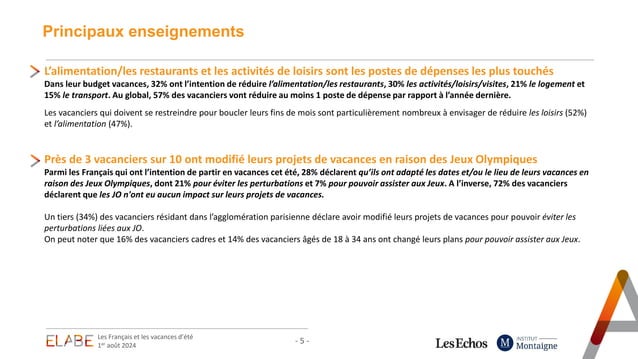 Principaux enseignements
L'alimentation/les restaurants et les activités de loisirs sont les postes de dépenses les plus touchés
Dans leur budget vacances, 32% ont l'intention de réduire l'alimentation/les restaurants, 30% les activités/loisirs/visites, 21% le logement et
15% le transport. Au global, 57% des vacanciers vont réduire au moins 1 poste de dépense par rapport à l'année dernière.
Les vacanciers qui doivent se restreindre pour boucler leurs fins de mois sont particulièrement nombreux à envisager de réduire les loisirs (52%)
et l'alimentation (47%).
Près de 3 vacanciers sur 10 ont modifié leurs projets de vacances en raison des Jeux Olympiques
Parmi les Français qui ont l'intention de partir en vacances cet été, 28% déclarent qu'ils ont adapté les dates et/ou le lieu de leurs vacances en
raison des Jeux Olympiques, dont 21% pour éviter les perturbations et 7% pour pouvoir assister aux Jeux. A l'inverse, 72% des vacanciers
déclarent que les JO n'ont eu aucun impact sur leurs projets de vacances.
Un tiers (34%) des vacanciers résidant dans l'agglomération parisienne déclare avoir modifié leurs projets de vacances pour pouvoir éviter les
perturbations liées aux JO.
On peut noter que 16% des vacanciers cadres et 14% des vacanciers âgés de 18 à 34 ans ont changé leurs plans pour pouvoir assister aux Jeux.
ELABE
Les Français et les vacances d'été
1er août 2024
- 5 -
Les Echos
M
INSTITUT
Montaigne